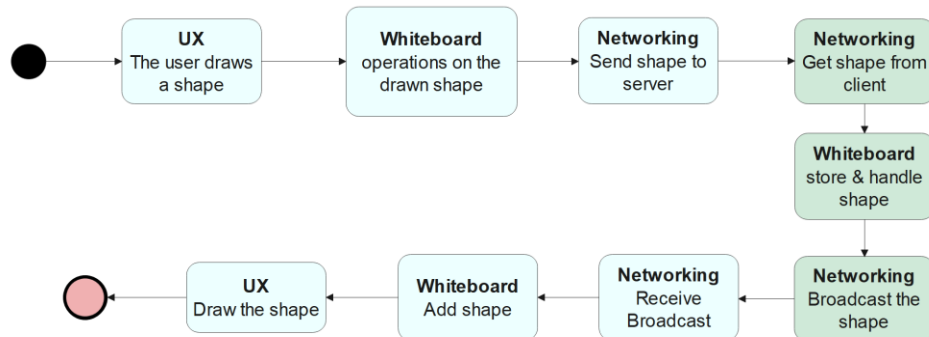 UX
The user draws
a shape
Whiteboard
operations on the
drawn shape
Networking
Send shape to
server
Networking
Get shape from
client
Whiteboard
store & handle
shape
Networking
Broadcast the
shape
Networking
Receive
Broadcast
Whiteboard
Add shape
UX
Draw the shape